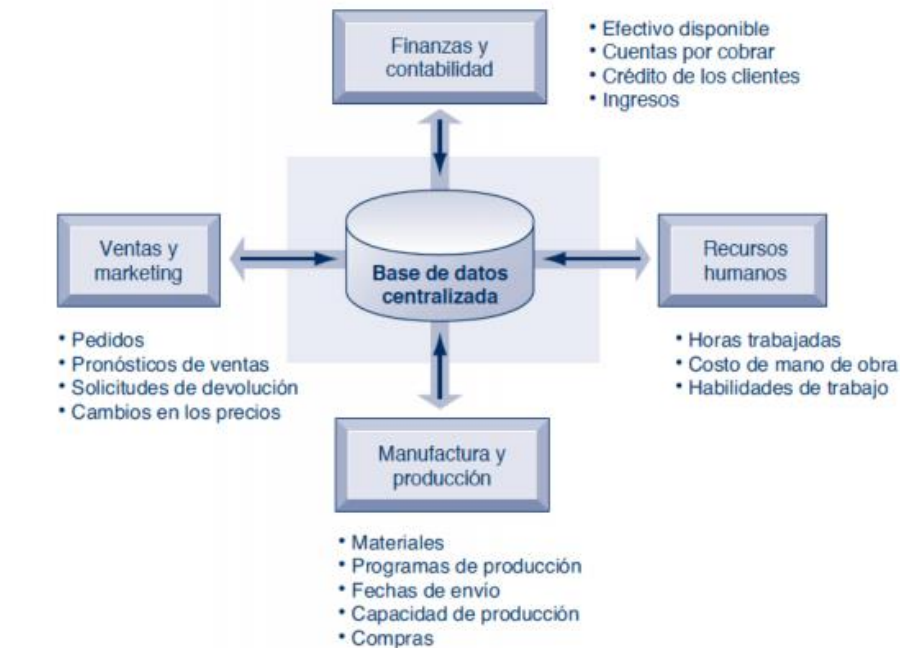 Finanzas y
contabilidad
• Efectivo disponible
• Cuentas por cobrar
• Crédito de los clientes
• Ingresos
Ventas y
marketing
• Pedidos
• Pronósticos de ventas
• Solicitudes de devolución
• Cambios en los precios
Base de datos
centralizada
Recursos
humanos
• Horas trabajadas
• Costo de mano de obra
• Habilidades de trabajo
Manufactura y
producción
• Materiales
• Programas de producción
• Fechas de envío
• Capacidad de producción
• Compras